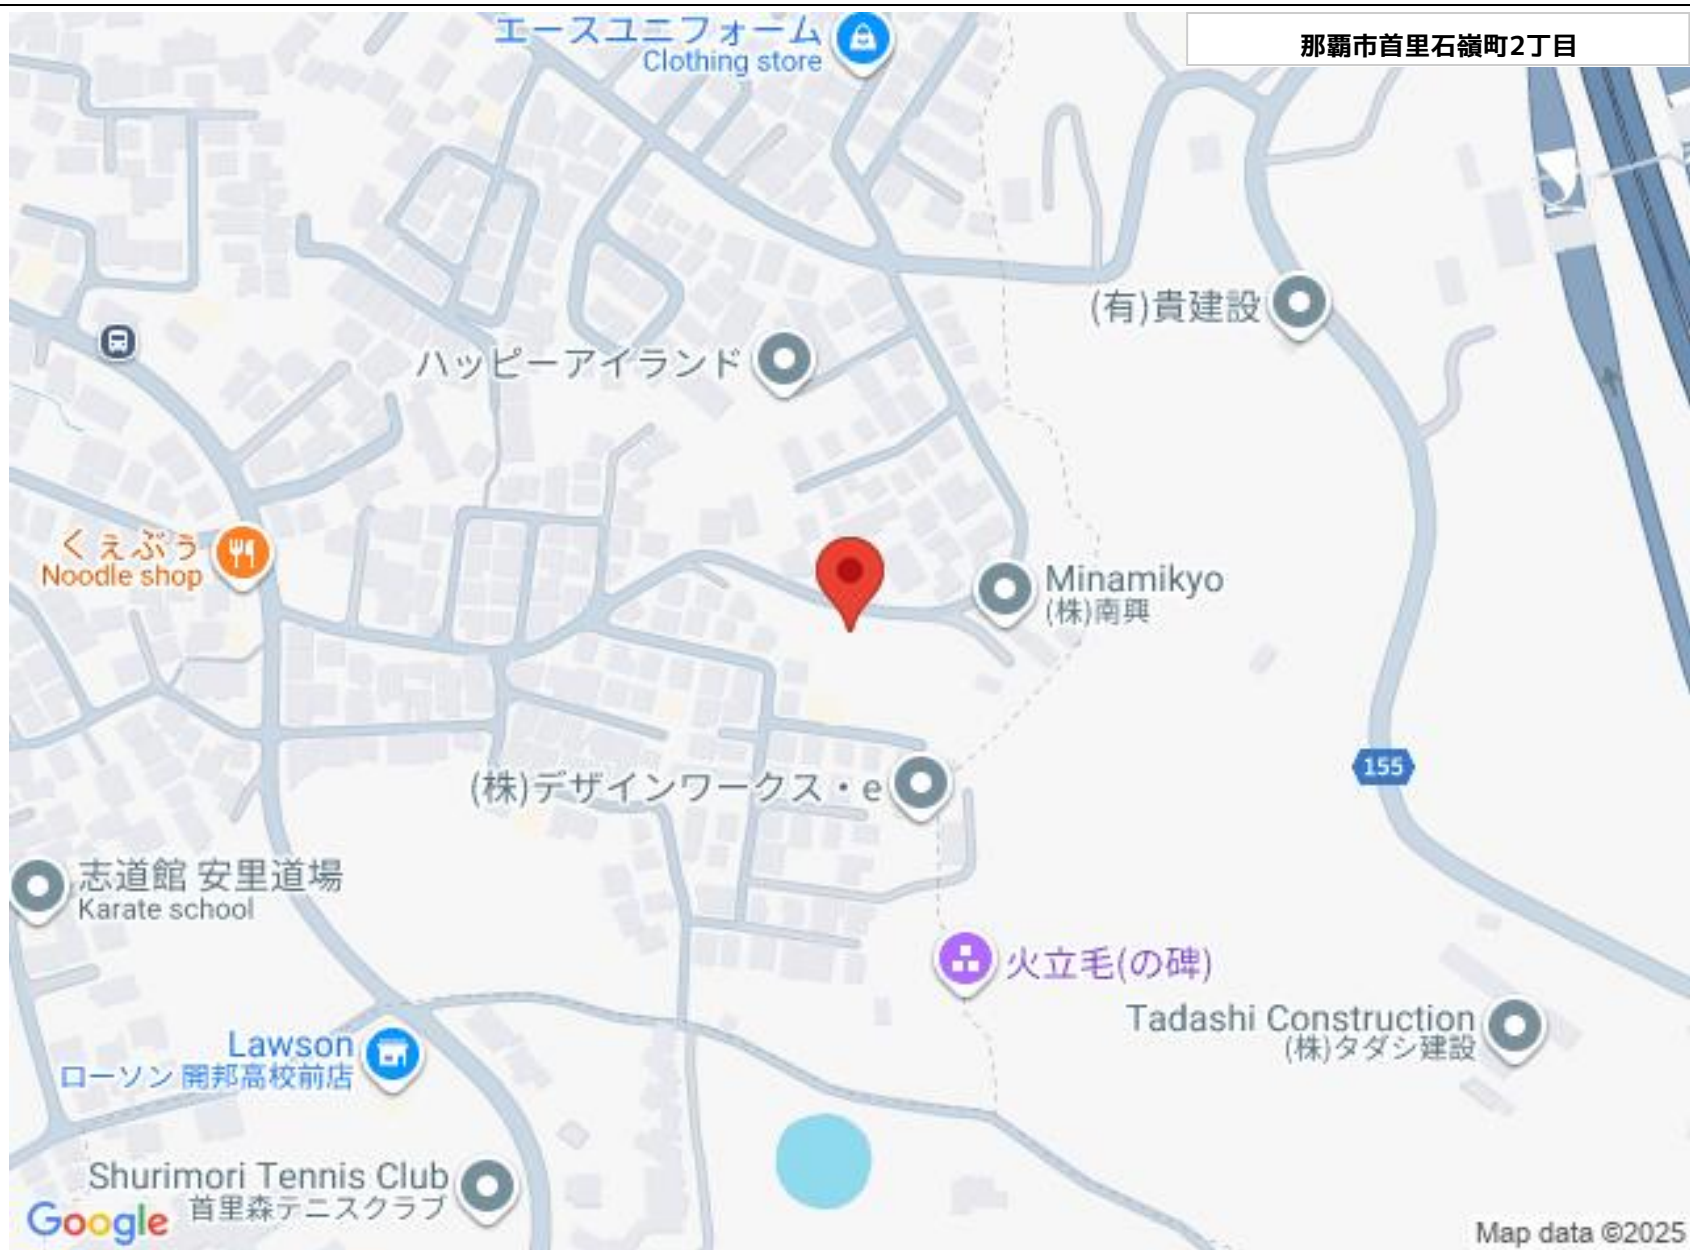 エースユニフォーム
Clothing store
那覇市首里石嶺町2丁目
(有)貴建設
ハッピーアイランド
くぇぶぅ
Noodle shop
Minamikyo
(株)南興
155
(株)デザインワークス・e
志道館 安里道場
Karate school
火立毛(の碑)
Tadashi Construction
(株)タダシ建設
Lawson
ローソン 開邦高校前店
Shurimori Tennis Club
首里森テニスクラブ
Google
Map data ©2025